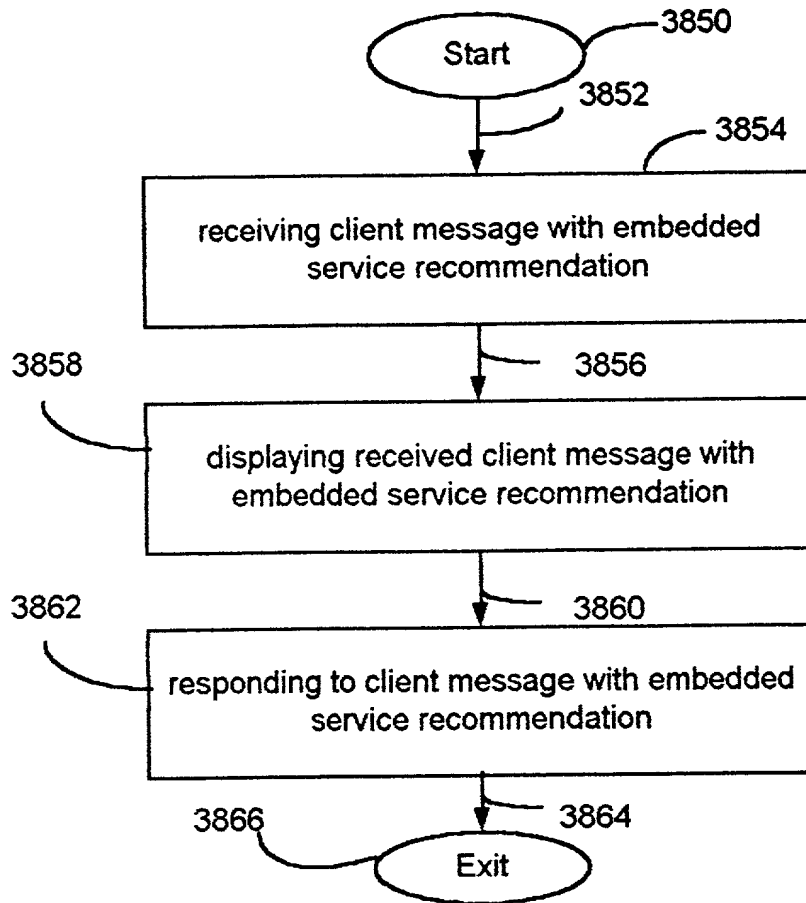 3850
Start
3852
3854
receiving client message with embedded
service recommendation
3858
3856
displaying received client message with
embedded service recommendation
3862
3860
responding to client message with embedded
service recommendation
3866
3864
Exit